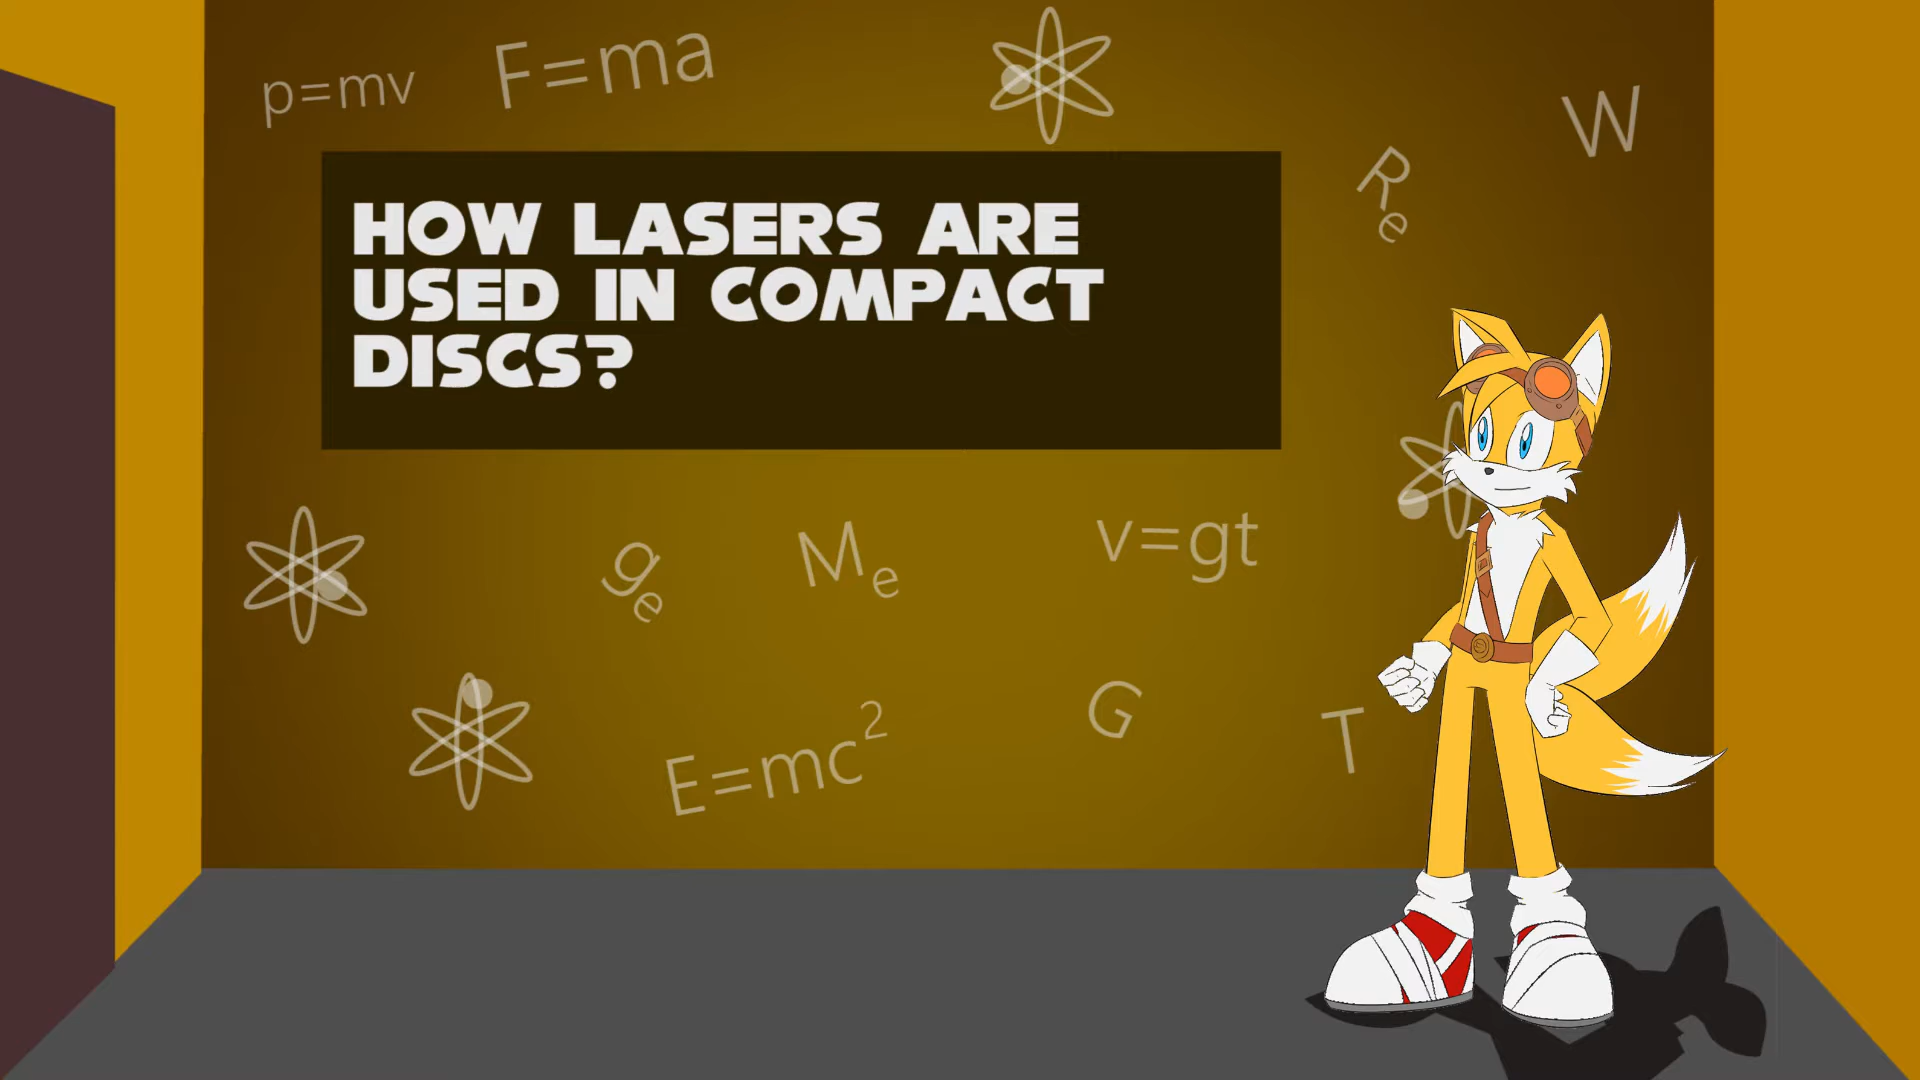 p=mv
F=ma
W
Re
HOW LASERS ARE
USED IN COMPACT
DISCS?
ge
Me
v=gt
G
T
E=mc²